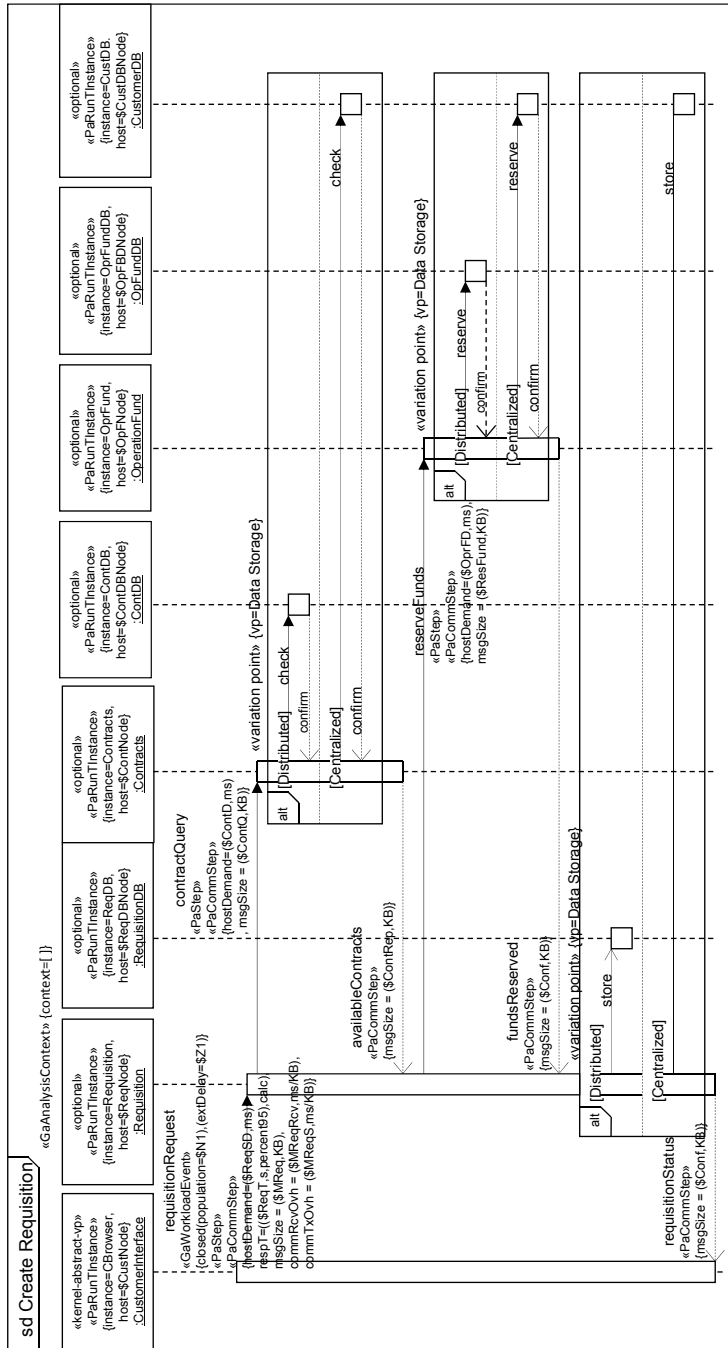 sd Create Requisition
«GaAnalysisContext» {context=[ ]}
«kernel-abstract-vp»
«PaRunTInstance»
{instance=CBrowser,
host=$CustNode}
:CustomerInterface
«optional»
«PaRunTInstance»
{instance=Requisition,
host=$ReqNode}
:Requisition
«optional»
«PaRunTInstance»
{instance=ReqDB,
host=$ReqDBNode}
:RequisitionDB
«optional»
«PaRunTInstance»
{instance=Contracts,
host=$ContNode}
:Contracts
«optional»
«PaRunTInstance»
{instance=ContDB,
host=$ContDBNode}
:ContDB
«optional»
«PaRunTInstance»
{instance=OprFund,
host=$OpFNode}
:OperationFund
«optional»
«PaRunTInstance»
{instance=OprFundDB,
host=$OpFBDNode}
:OpFundDB
«optional»
«PaRunTInstance»
{instance=CustDB.
host=$CustDBNode}
:CustomerDB
requisitionRequest
«GaWorkloadEvent»
{closed(population=$N1),(extDelay=$Z1)}
«PaStep»
«PaCommStep»
{hostDemand=($ReqSD,ms)
respT=(($ReqT,s,percent95),calc)
msgSize = ($MReq,KB),
commRcvOvh = ($MReqRcv,ms/KB),
commTxOvh = ($MReqS,ms/KB)}
contractQuery
«PaStep»
«PaCommStep»
{hostDemand=($ContD,ms)
, msgSize = ($ContQ,KB)}
«variation point» {vp=Data Storage}
alt
[Distributed]
check
confirm
[Centralized]
check
confirm
availableContracts
«PaCommStep»
{msgSize = ($ContRep,KB)}
reserveFunds
«PaStep»
«PaCommStep»
{hostDemand=($OprFD,ms),
msgSize = ($ResFund,KB)}
«variation point» {vp=Data Storage}
alt
[Distributed]
reserve
confirm
[Centralized]
reserve
confirm
fundsReserved
«PaCommStep»
{msgSize = ($Conf,KB)}
«variation point» {vp=Data Storage}
alt
[Distributed]
store
[Centralized]
store
requisitionStatus
«PaCommStep»
{msgSize = ($Conf,KB)}